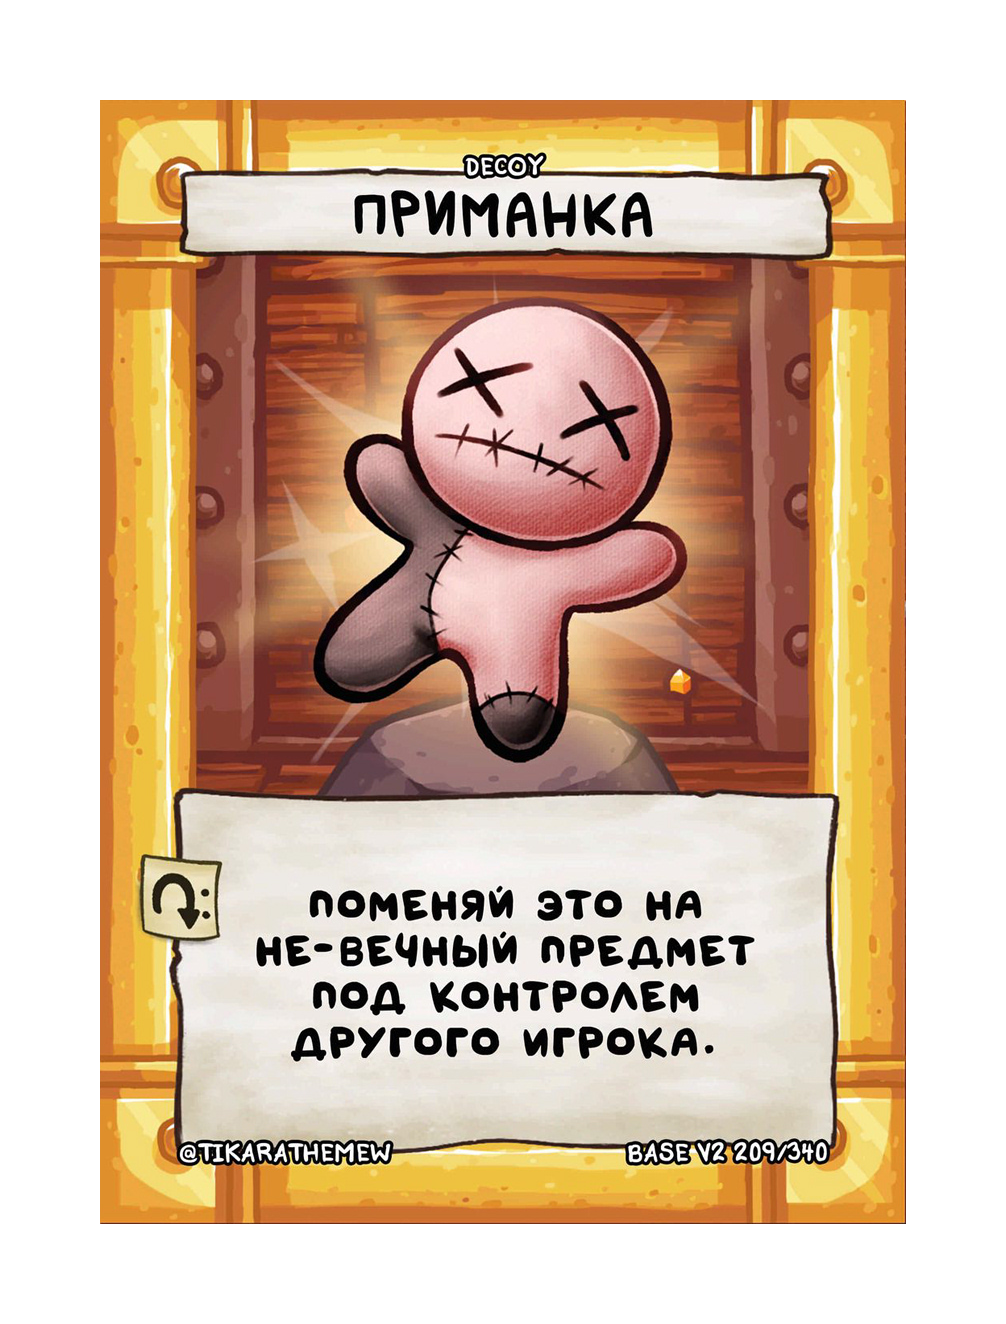 DECOY
ПРИМАНКА
ПОМЕНЯЙ ЭТО НА
НЕ-ВЕЧНЫЙ ПРЕДМЕТ
ПОД КОНТРОЛЕМ
ДРУГОГО ИГРОКА.
@TIKARATHEMEW
BASE V2 209/340